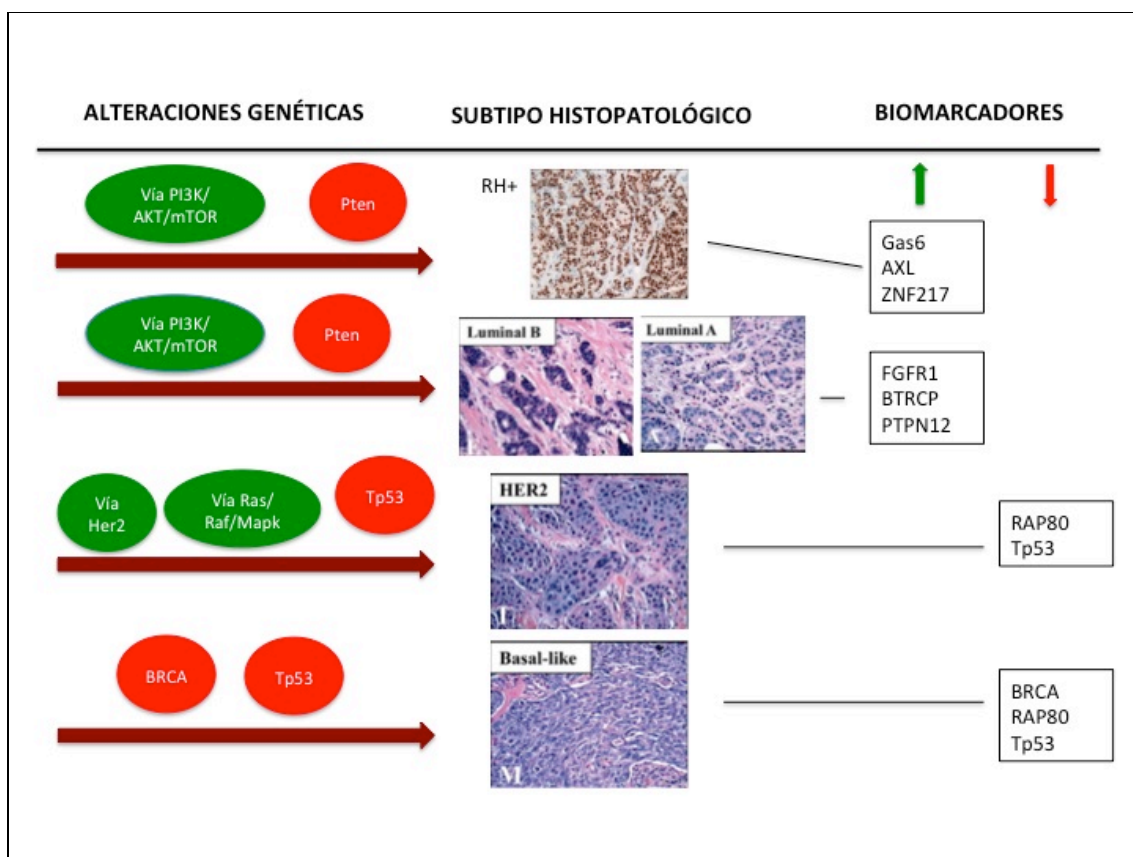 ALTERACIONES GENÉTICAS
SUBTIPO HISTOPATOLÓGICO
BIOMARCADORES
Vía PI3K/
AKT/mTOR
Pten
RH+
Gas6
AXL
ZNF217
Vía PI3K/
AKT/mTOR
Pten
Luminal B
Luminal A
FGFR1
BTRCP
PTPN12
Vía
Her2
Vía Ras/
Raf/Mapk
Tp53
HER2
I
RAP80
Tp53
BRCA
Tp53
Basal-like
M
BRCA
RAP80
Tp53